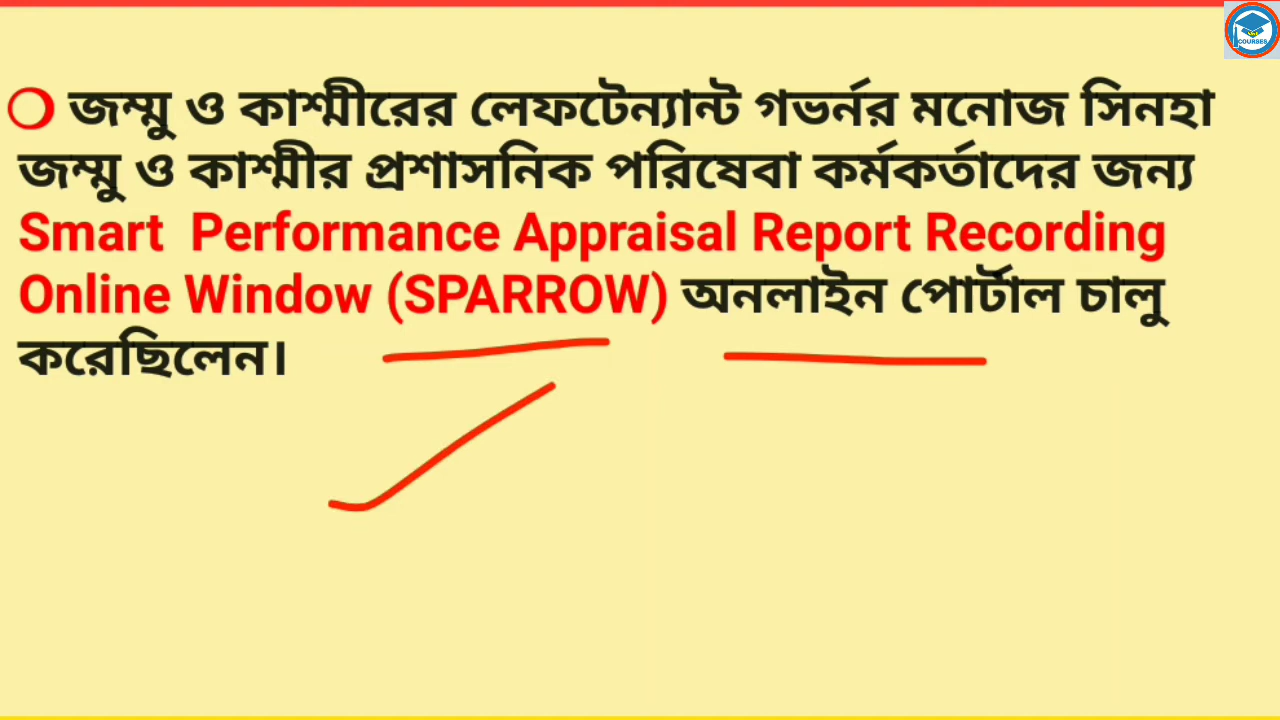 জম্মু ও কাশ্মীরের লেফটেন্যান্ট গভর্নর মনোজ সিনহা
জম্মু ও কাশ্মীর প্রশাসনিক পরিষেবা কর্মকর্তাদের জন্য
Smart Performance Appraisal Report Recording
Online Window (SPARROW) অনলাইন পোর্টাল চালু
করেছিলেন।
COURSES